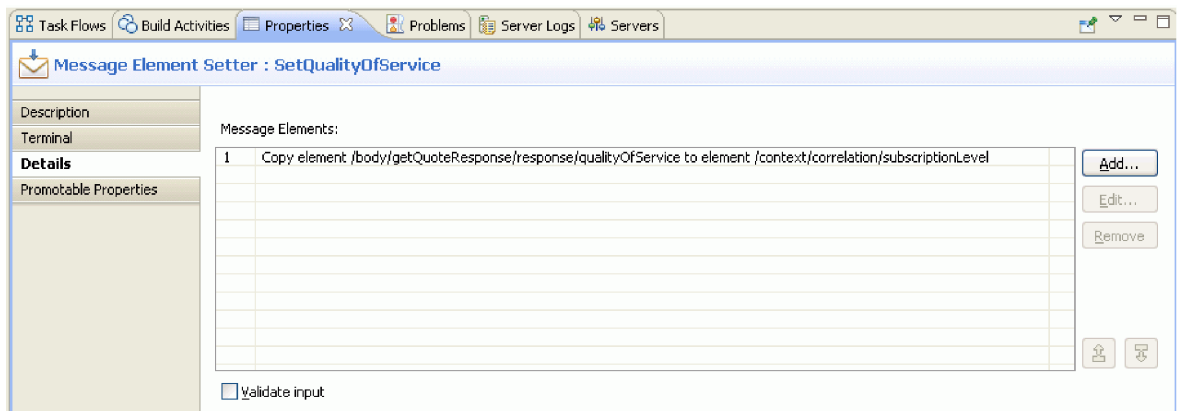 Task Flows Build Activities Properties Problems Server Logs Servers
Message Element Setter : SetQualityOfService
Description
Terminal
Details
Promotable Properties
Message Elements:
1 Copy element /body/getQuoteResponse/response/qualityOfService to element /context/correlation/subscriptionLevel
Add...
Edit...
Remove
Validate input